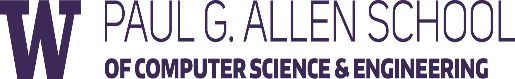 W
PAUL G. ALLEN SCHOOL
OF COMPUTER SCIENCE & ENGINEERING